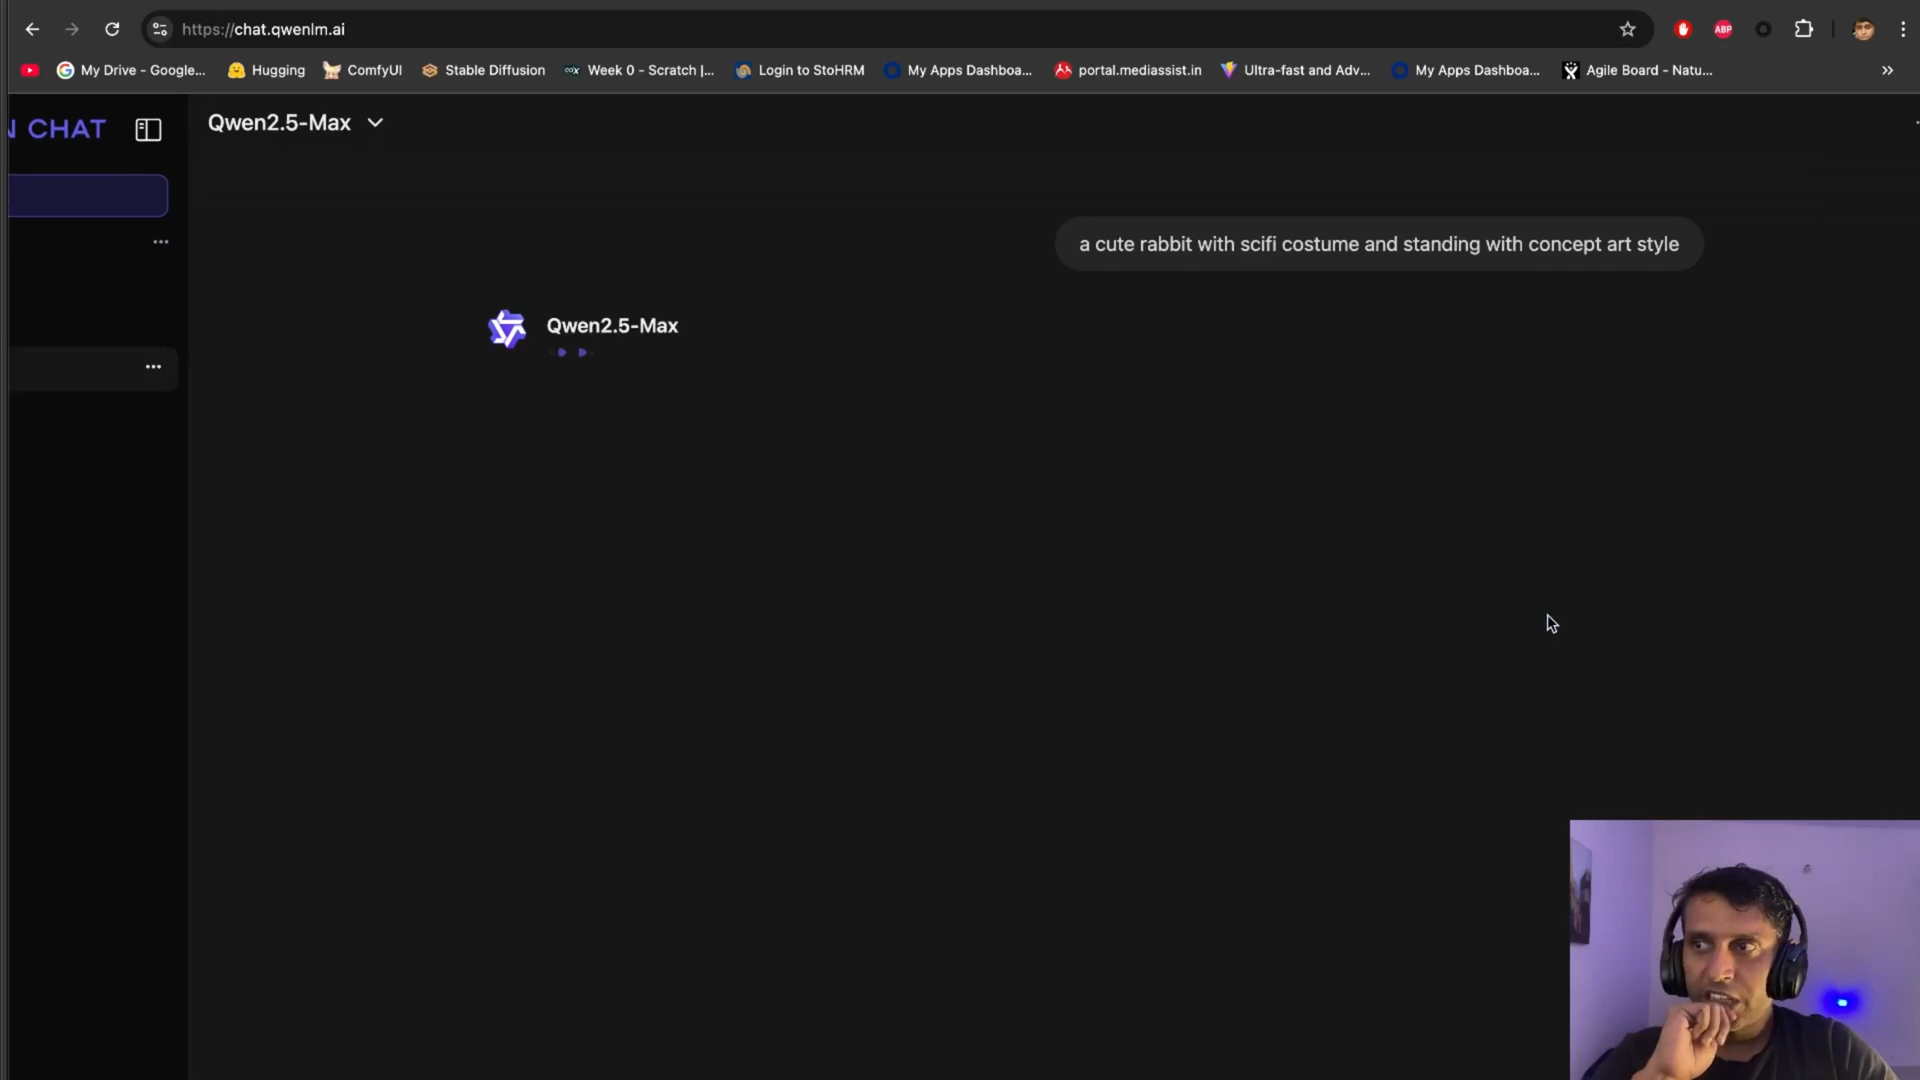 https://chat.qwenlm.ai
ABP
My Drive - Google...
Hugging
ComfyUI
Stable Diffusion
Week 0 - Scratch |...
Login to StoHRM
My Apps Dashboa...
portal.mediassist.in
Ultra-fast and Adv...
My Apps Dashboa...
Agile Board - Natu...
N CHAT
Qwen2.5-Max
a cute rabbit with scifi costume and standing with concept art style
Qwen2.5-Max